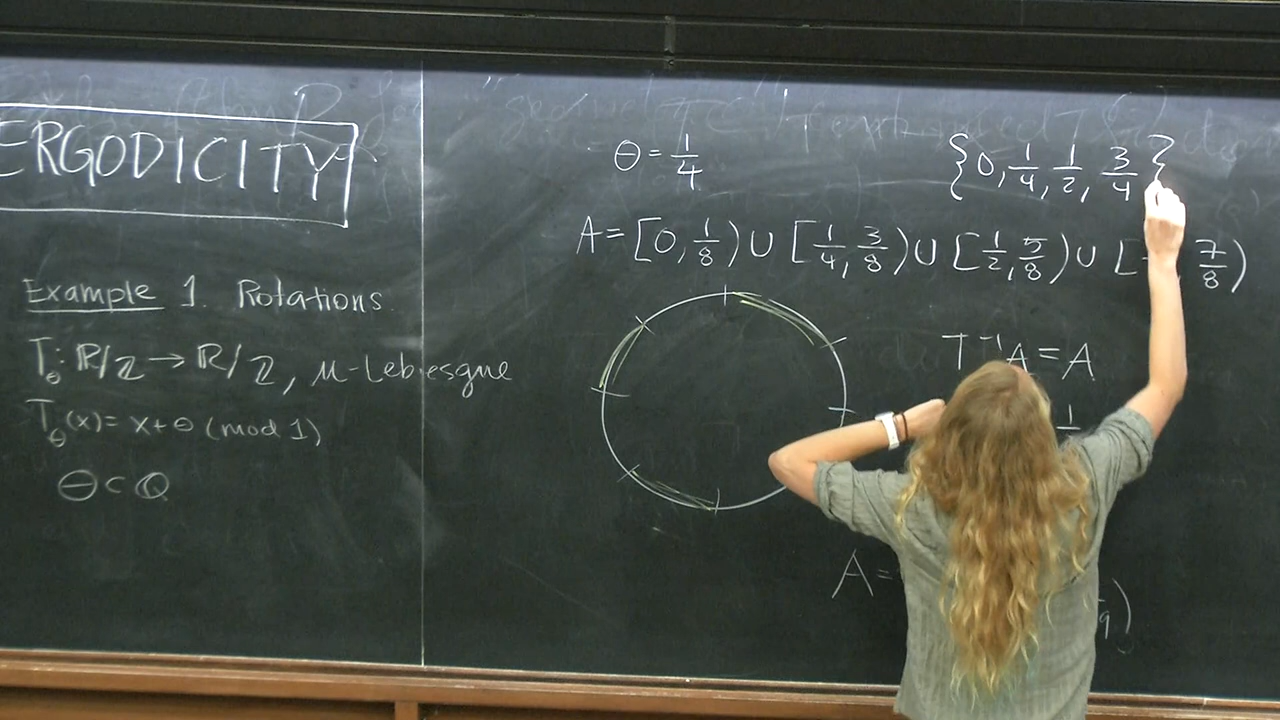 ERGODICITY
Example 1. Rotations
T_θ: ℝ/ℤ → ℝ/ℤ, μ-Lebesgue
T_θ(x) = x + θ (mod 1)
θ ⊂ ℚ
θ = 1/4
{0, 1/4, 1/2, 3/4}
A = [0, 1/8) ∪ [1/4, 3/8) ∪ [1/2, 5/8) ∪ [ 7/8)
T⁻¹A = A
1
A =
q)